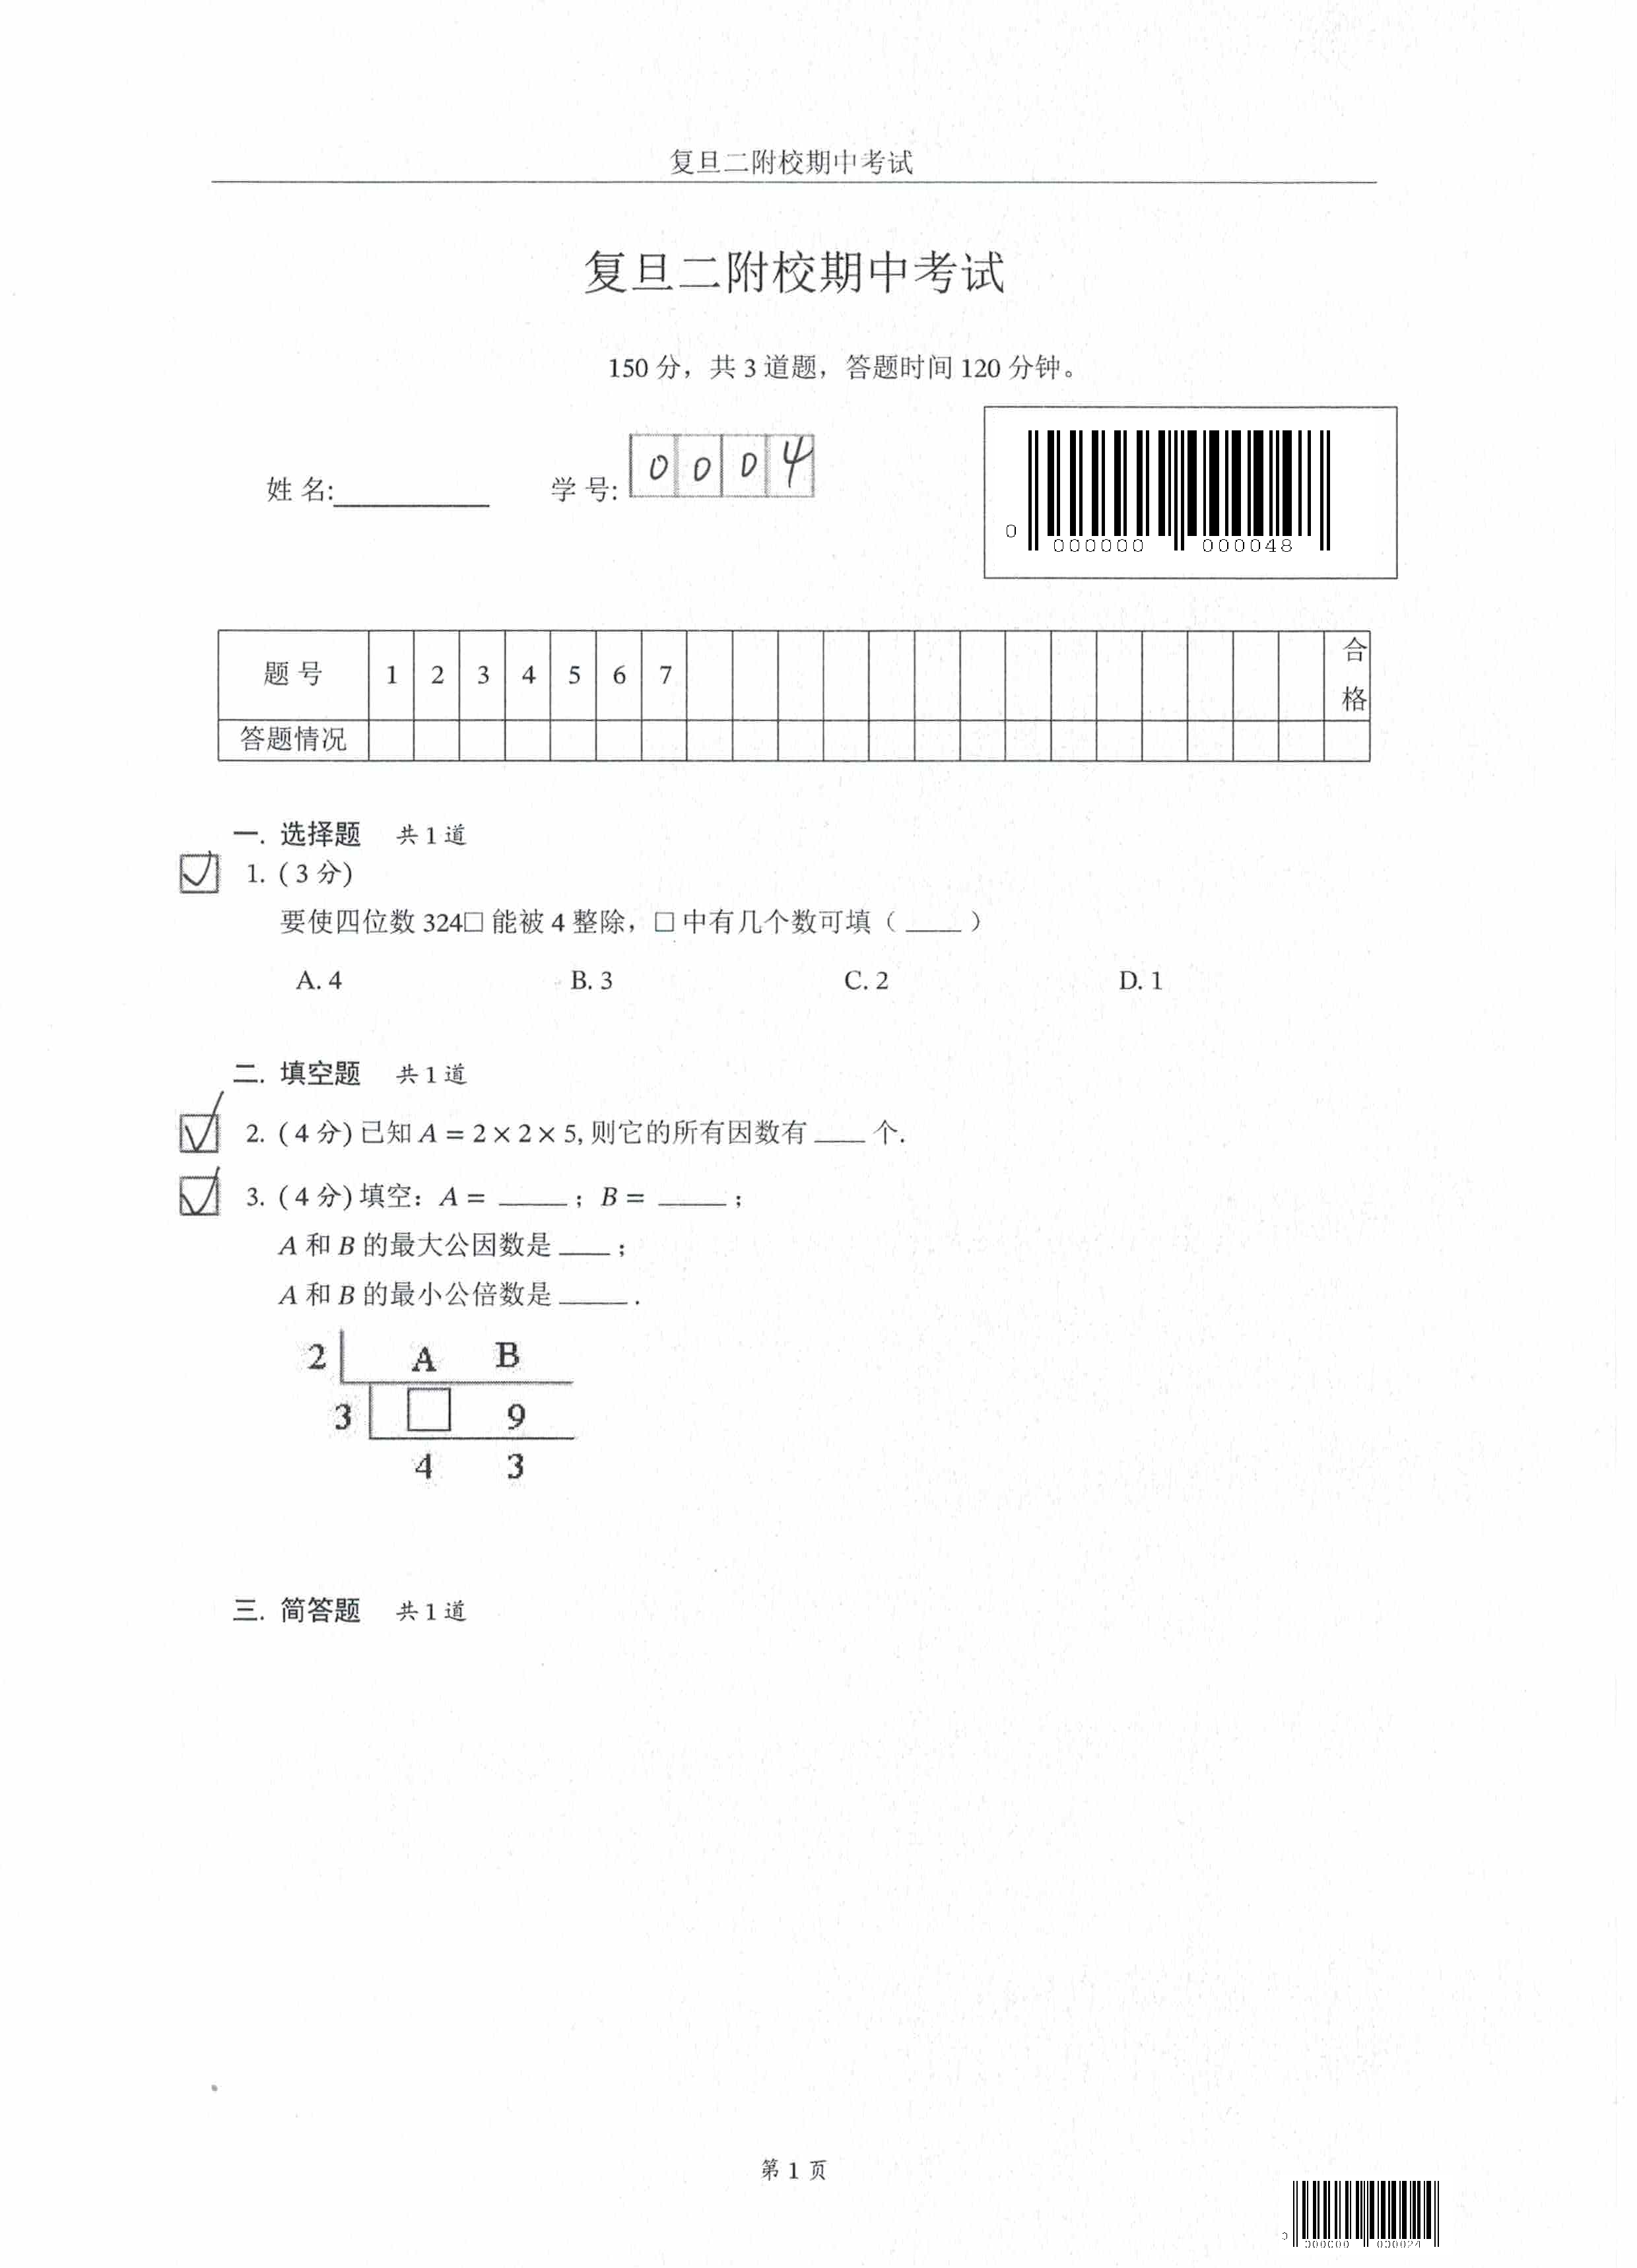 复旦二附校期中考试
复旦二附校期中考试
150 分，共 3 道题，答题时间 120 分钟。
姓 名:________ 学 号: 0 0 0 4
0 000000 000048
题 号 1 2 3 4 5 6 7 合格
答题情况
一. 选择题 共 1 道
1. ( 3 分)
要使四位数 324□ 能被 4 整除，□ 中有几个数可填（ ____ ）
A. 4 B. 3 C. 2 D. 1
二. 填空题 共 1 道
2. ( 4 分) 已知 A = 2 × 2 × 5, 则它的所有因数有 ____ 个.
3. ( 4 分) 填空：A = _____ ；B = _____ ；
A 和 B 的最大公因数是 ____ ；
A 和 B 的最小公倍数是 _____ .
2 A B
3 □ 9
4 3
三. 简答题 共 1 道
第 1 页
0 000000 000024